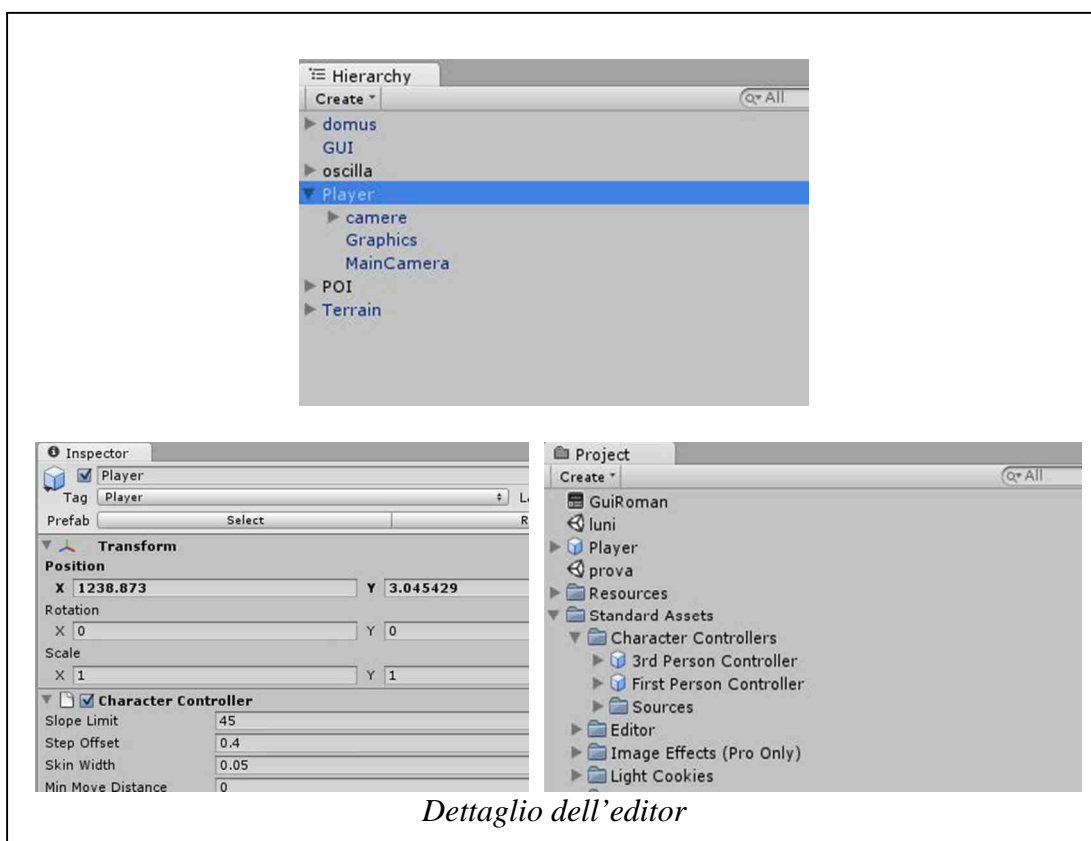 Hierarchy
Create All
domus
GUI
oscilla
Player
camere
Graphics
MainCamera
POI
Terrain
Inspector
Player
Tag Player
Prefab Select R
Transform
Position
X 1238.873 Y 3.045429
Rotation
X 0 Y 0
Scale
X 1 Y 1
Character Controller
Slope Limit 45
Step Offset 0.4
Skin Width 0.05
Min Move Distance 0
Project
Create All
GuiRoman
luni
Player
prova
Resources
Standard Assets
Character Controllers
3rd Person Controller
First Person Controller
Sources
Editor
Image Effects (Pro Only)
Light Cookies
Dettaglio dell'editor